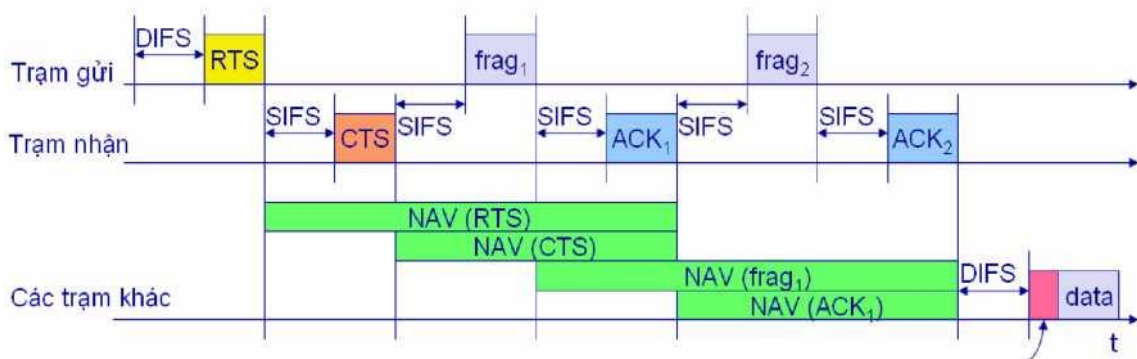 DIFS
RTS
frag₁
frag₂
Trạm gửi
SIFS
SIFS
SIFS
SIFS
SIFS
CTS
ACK₁
ACK₂
Trạm nhận
NAV (RTS)
NAV (CTS)
NAV (frag₁)
NAV (ACK₁)
DIFS
Các trạm khác
data
t